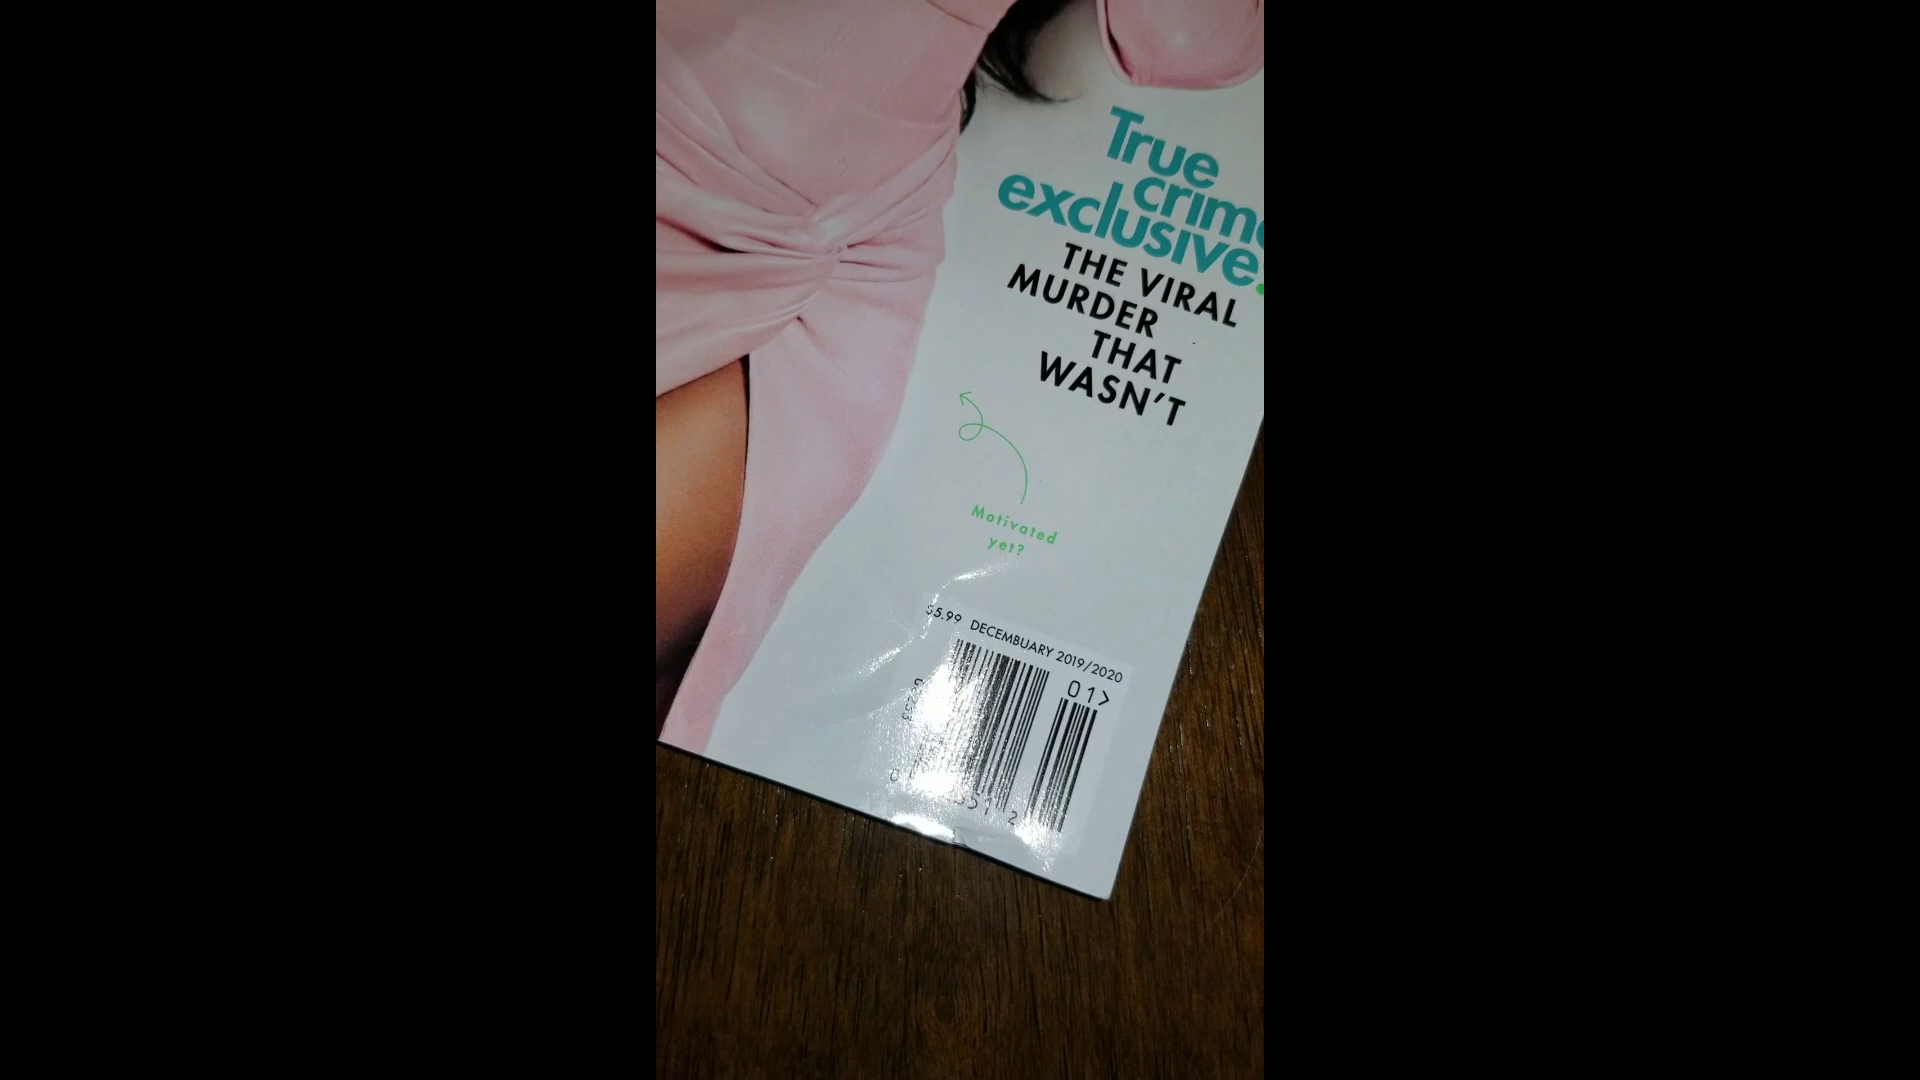 True
crime
exclusive:
THE VIRAL
MURDER
THAT
WASN'T
Motivated
yet?
$5.99 DECEMBUARY 2019/2020
01>